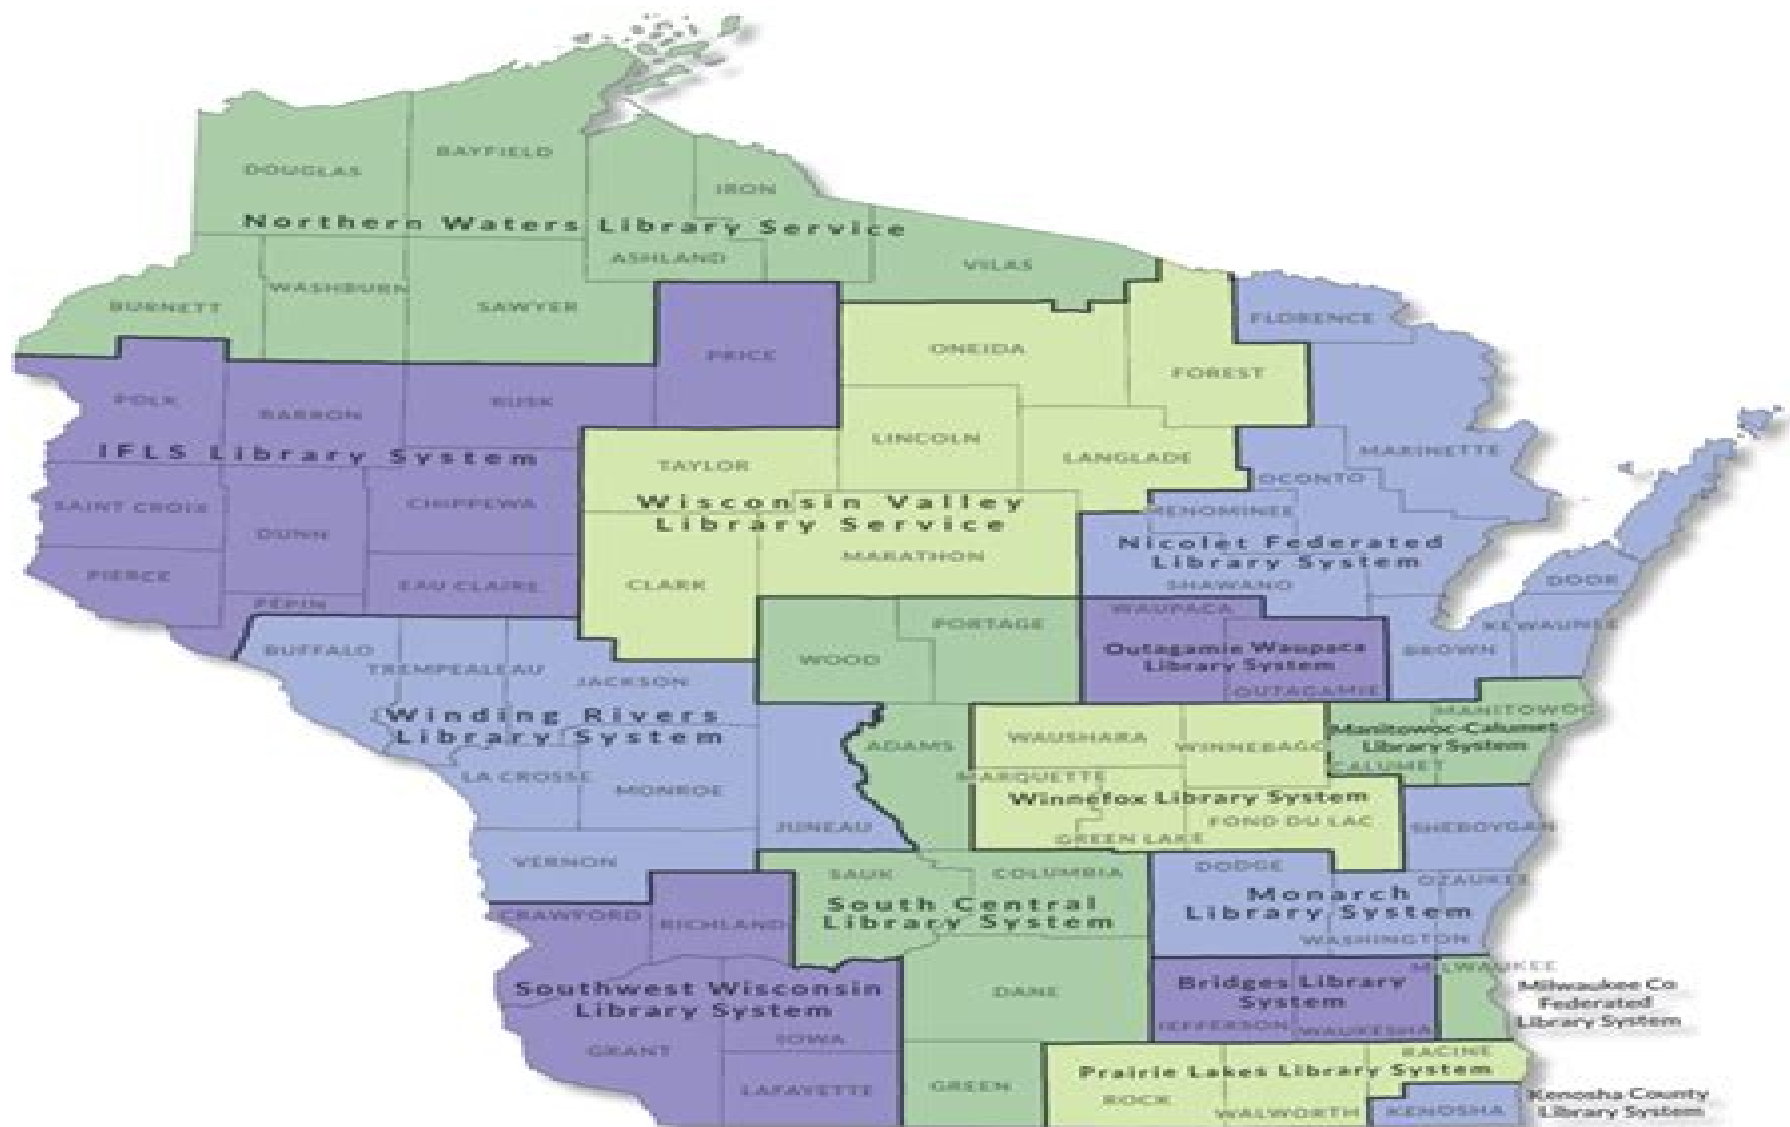 BAYFIELD
DOUGLAS
IRON
Northern Waters Library Service
ASHLAND
VILAS
WASHBURN
BURNETT
SAWYER
FLORENCE
PRICE
ONEIDA
FOREST
POLK
BARRON
RUSK
LINCOLN
MARINETTE
IFLS Library System
TAYLOR
LANGLADE
OCONTO
SAINT CROIX
CHIPPEWA
Wisconsin Valley
Library Service
MENOMINEE
DUNN
Nicolet Federated
Library System
MARATHON
PIERCE
EAU CLAIRE
CLARK
SHAWANO
DOOR
PEPIN
WAUPACA
PORTAGE
KEWAUNEE
BUFFALO
WOOD
Outagamie Waupaca
Library System
BROWN
TREMPEALEAU
JACKSON
OUTAGAMIE
Winding Rivers
Library System
MANITOWOC
Manitowoc-Calumet
Library System
ADAMS
WAUSHARA
WINNEBAGO
CALUMET
LA CROSSE
MARQUETTE
MONROE
Winnefox Library System
JUNEAU
FOND DU LAC
SHEBOYGAN
GREEN LAKE
VERNON
DODGE
SAUK
COLUMBIA
OZAUKEE
Monarch
Library System
South Central
Library System
CRAWFORD
RICHLAND
WASHINGTON
MILWAUKEE
Southwest Wisconsin
Library System
DANE
Bridges Library
System
Milwaukee Co
Federated
Library System
JEFFERSON
WAUKESHA
IOWA
GRANT
RACINE
Prairie Lakes Library System
LAFAYETTE
GREEN
ROCK
WALWORTH
KENOSHA
Kenosha County
Library System